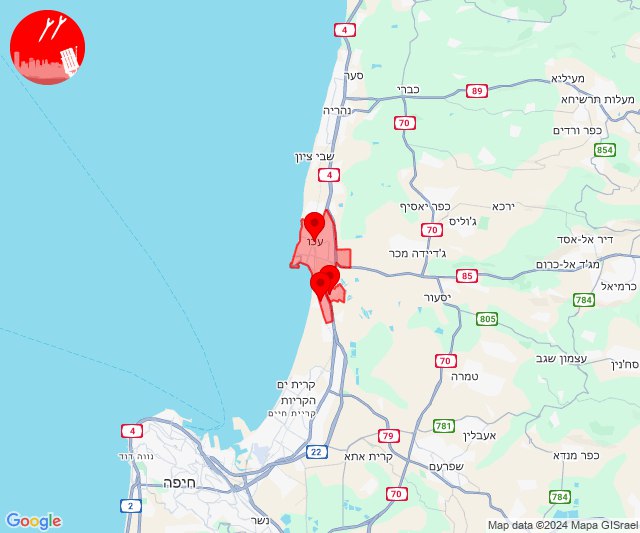 4
סער
כברי
מעיליא
89
מעלות תרשיחא
נהריה
70
כפר ורדים
854
שבי ציון
4
כפר יאסיף
ירכא
ג'וליס
70
עכו
דיר אל-אסד
ג'דיידה מכר
מג'ד אל-כרום
85
כרמיאל
יסעור
784
805
עצמון שגב
70
סח'נין
טמרה
קרית ים
הקריות
קרית חיים
4
781
79
אעבלין
נווה דוד
22
קרית אתא
כפר מנדא
שפרעם
חיפה
70
784
2
נשר
Google
Map data ©2024 Mapa GISrael